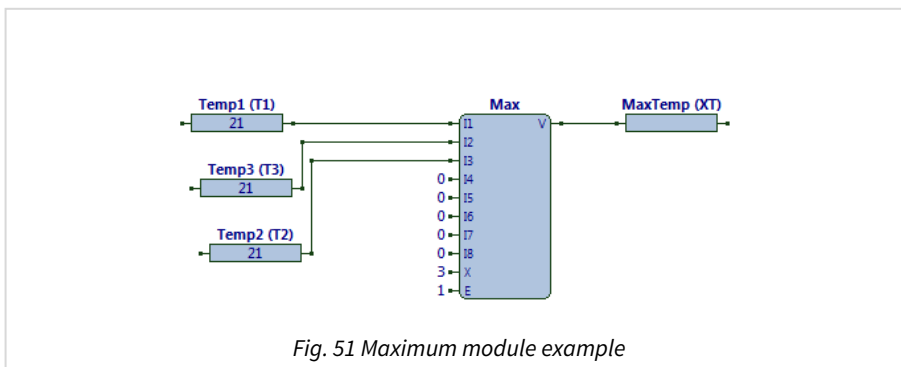 Temp1 (T1)
21
Temp3 (T3)
21
Temp2 (T2)
21
Max
I1
V
I2
I3
0 I4
0 I5
0 I6
0 I7
0 I8
3 X
1 E
MaxTemp (XT)
Fig. 51 Maximum module example